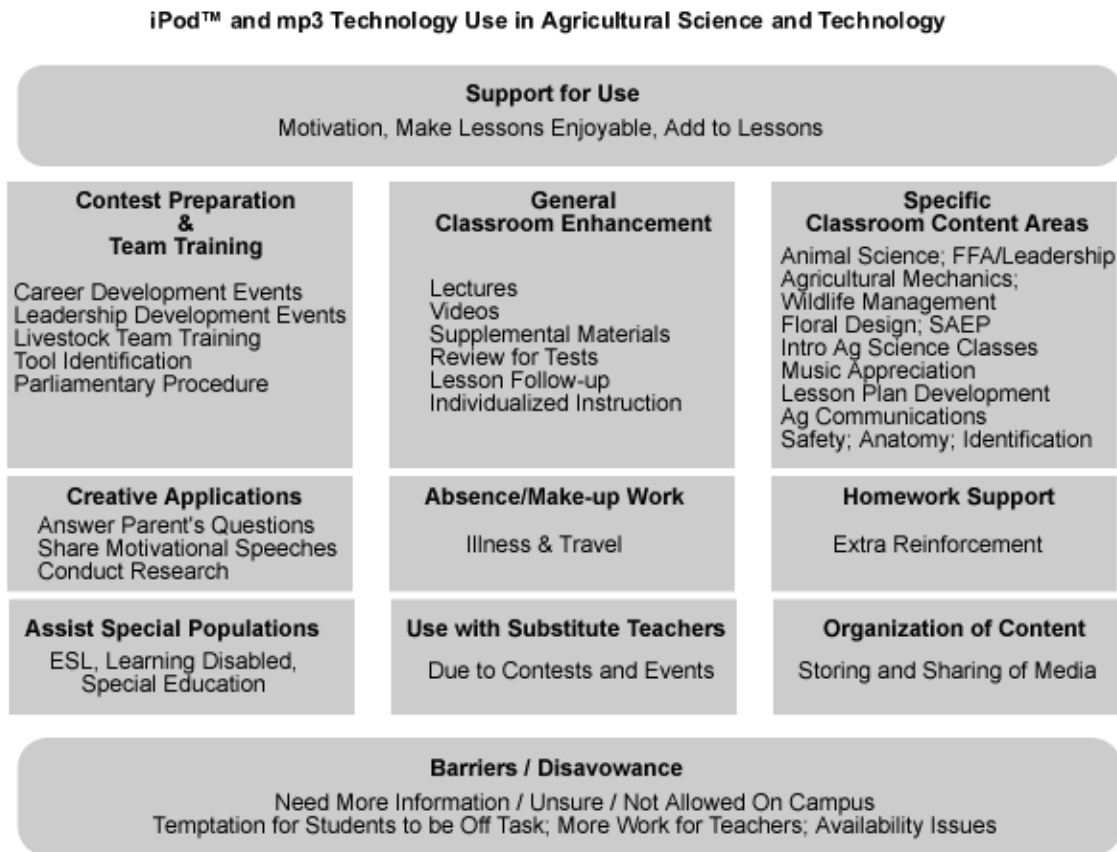 iPod™ and mp3 Technology Use in Agricultural Science and Technology
Support for Use
Motivation, Make Lessons Enjoyable, Add to Lessons
Contest Preparation
&
Team Training
Career Development Events
Leadership Development Events
Livestock Team Training
Tool Identification
Parliamentary Procedure
General
Classroom Enhancement
Lectures
Videos
Supplemental Materials
Review for Tests
Lesson Follow-up
Individualized Instruction
Specific
Classroom Content Areas
Animal Science; FFA/Leadership
Agricultural Mechanics;
Wildlife Management
Floral Design; SAEP
Intro Ag Science Classes
Music Appreciation
Lesson Plan Development
Ag Communications
Safety; Anatomy; Identification
Creative Applications
Answer Parent's Questions
Share Motivational Speeches
Conduct Research
Absence/Make-up Work
Illness & Travel
Homework Support
Extra Reinforcement
Assist Special Populations
ESL, Learning Disabled,
Special Education
Use with Substitute Teachers
Due to Contests and Events
Organization of Content
Storing and Sharing of Media
Barriers / Disavowance
Need More Information / Unsure / Not Allowed On Campus
Temptation for Students to be Off Task; More Work for Teachers; Availability Issues